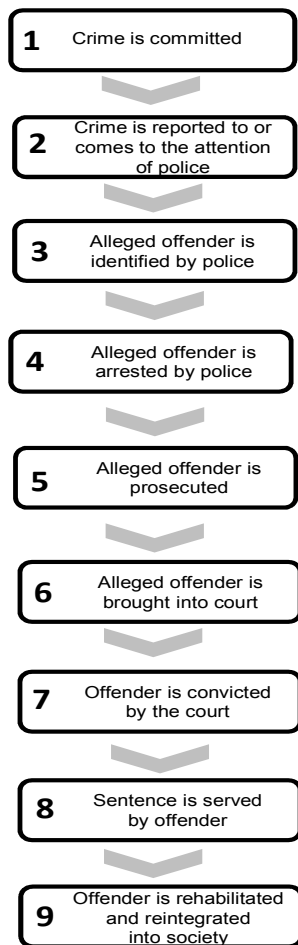 1 Crime is committed
Crime is reported to or
2 comes to the attention
of police
3 Alleged offender is
identified by police
4 Alleged offender is
arrested by police
5 Alleged offender is
prosecuted
6 Alleged offender is
brought into court
7 Offender is convicted
by the court
8 Sentence is served
by offender
Offender is rehabilitated
9 and reintegrated
into society